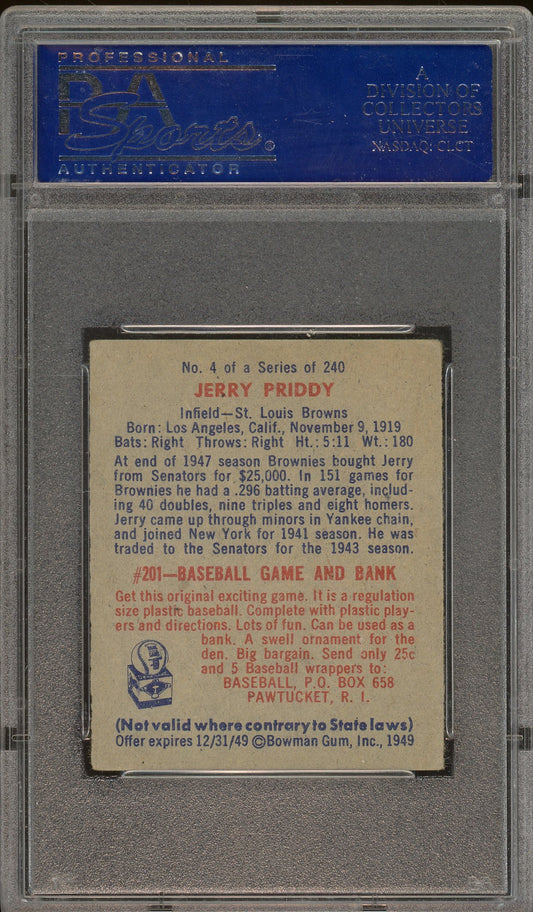 PROFESSIONAL
PSA
Sports®
AUTHENTICATOR
A
DIVISION OF
COLLECTORS
UNIVERSE
NASDAQ: CLCT
No. 4 of a Series of 240
JERRY PRIDDY
Infield—St. Louis Browns
Born: Los Angeles, Calif., November 9, 1919
Bats: Right Throws: Right Ht.: 5:11 Wt.: 180
At end of 1947 season Brownies bought Jerry
from Senators for $25,000. In 151 games for
Brownies he had a .296 batting average, includ-
ing 40 doubles, nine triples and eight homers.
Jerry came up through minors in Yankee chain,
and joined New York for 1941 season. He was
traded to the Senators for the 1943 season.
#201—BASEBALL GAME AND BANK
Get this original exciting game. It is a regulation
size plastic baseball. Complete with plastic play-
ers and directions. Lots of fun. Can be used as a
bank. A swell ornament for the
den. Big bargain. Send only 25c
and 5 Baseball wrappers to:
BASEBALL, P.O. BOX 658
PAWTUCKET, R. I.
(Not valid where contrary to State laws)
Offer expires 12/31/49 ©Bowman Gum, Inc., 1949